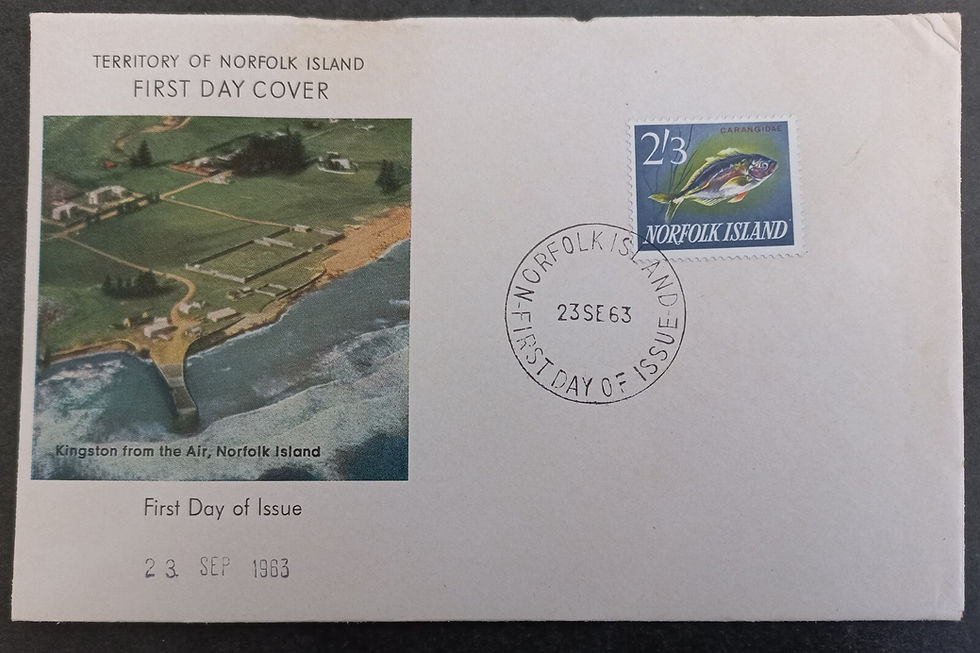 TERRITORY OF NORFOLK ISLAND
FIRST DAY COVER
Kingston from the Air, Norfolk Island
First Day of Issue
23. SEP 1963
CARANGIDAE
2/3
NORFOLK ISLAND
NORFOLK ISLAND
23SE63
FIRST DAY OF ISSUE